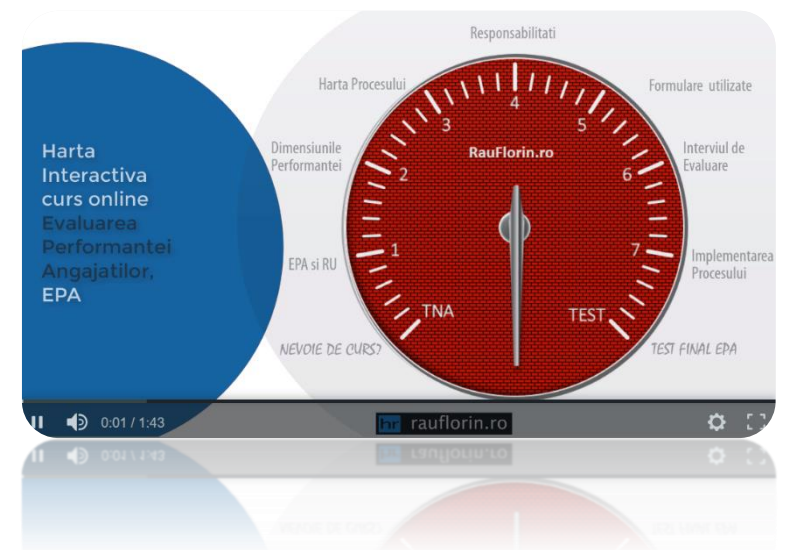 Harta
Interactiva
curs online
Evaluarea
Performantei
Angajatilor,
EPA
Responsabilitati
Harta Procesului
Formulare utilizate
Dimensiunile
Performantei
Interviul de
Evaluare
EPA si RU
Implementarea
Procesului
NEVOIE DE CURS?
TEST FINAL EPA
4
3
5
RauFlorin.ro
2
6
1
7
TNA
TEST
0:01 / 1:43
hr rauflorin.ro